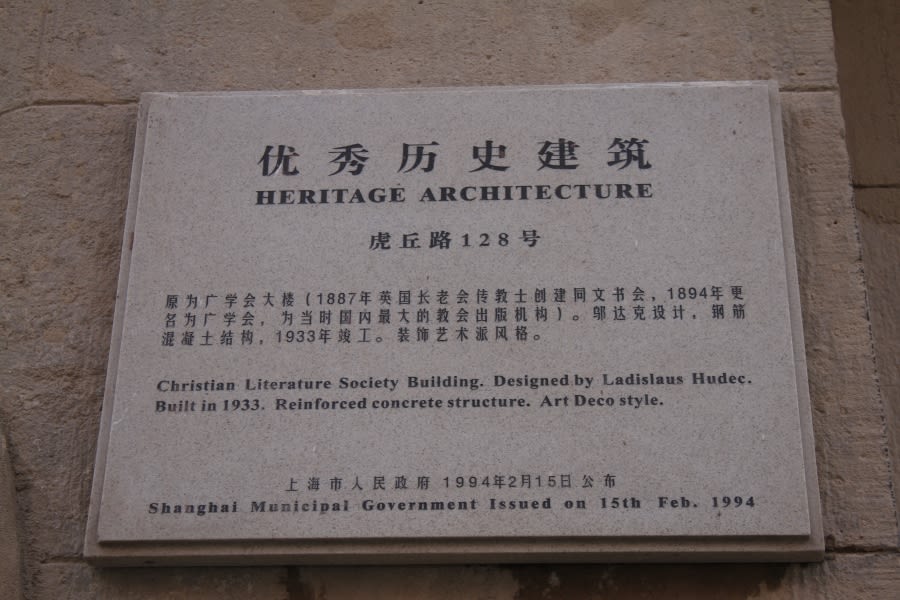 优秀历史建筑
HERITAGE ARCHITECTURE
虎丘路128号
原为广学会大楼（1887年英国长老会传教士创建同文书会，1894年更
名为广学会，为当时国内最大的教会出版机构）。邬达克设计，钢筋
混凝土结构，1933年竣工。装饰艺术派风格。
Christian Literature Society Building. Designed by Ladislaus Hudec.
Built in 1933. Reinforced concrete structure. Art Deco style.
上海市人民政府 1994年2月15日公布
Shanghai Municipal Government Issued on 15th Feb. 1994